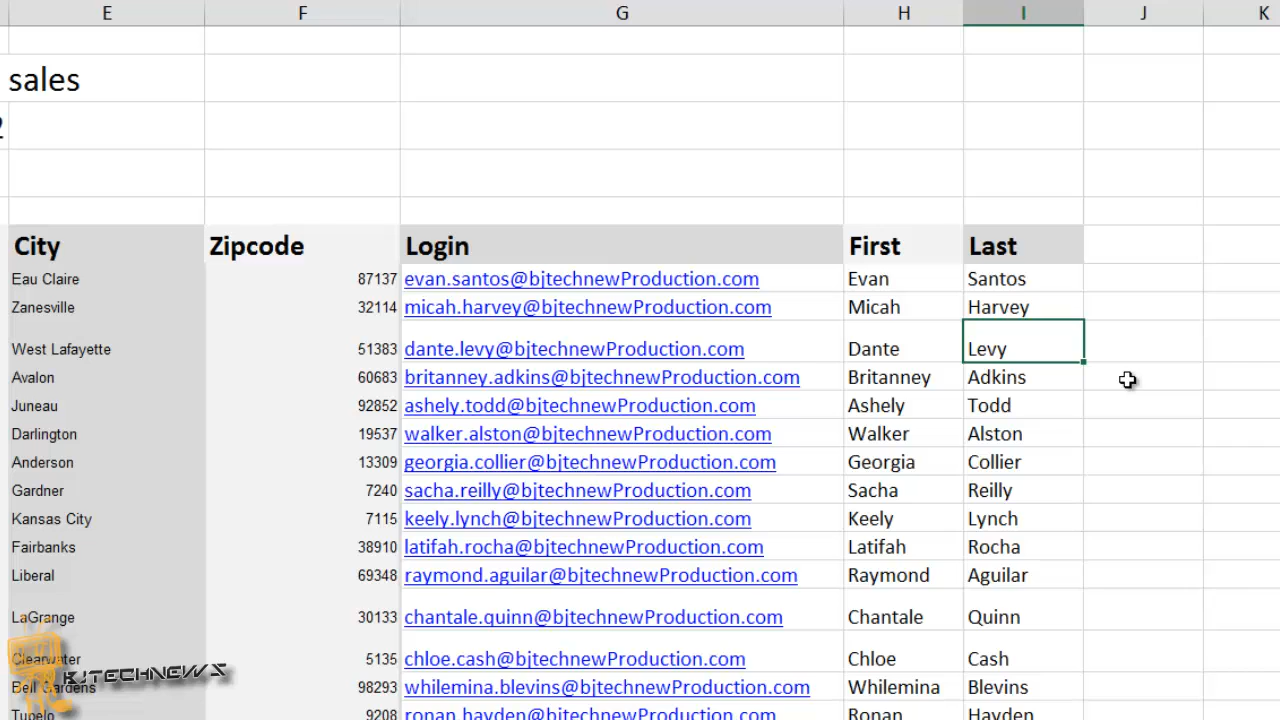 E F G H I J K
sales
2
City Zipcode Login First Last
Eau Claire 87137 evan.santos@bjtechnewProduction.com Evan Santos
Zanesville 32114 micah.harvey@bjtechnewProduction.com Micah Harvey
West Lafayette 51383 dante.levy@bjtechnewProduction.com Dante Levy
Avalon 60683 britanney.adkins@bjtechnewProduction.com Britanney Adkins
Juneau 92852 ashely.todd@bjtechnewProduction.com Ashely Todd
Darlington 19537 walker.alston@bjtechnewProduction.com Walker Alston
Anderson 13309 georgia.collier@bjtechnewProduction.com Georgia Collier
Gardner 7240 sacha.reilly@bjtechnewProduction.com Sacha Reilly
Kansas City 7115 keely.lynch@bjtechnewProduction.com Keely Lynch
Fairbanks 38910 latifah.rocha@bjtechnewProduction.com Latifah Rocha
Liberal 69348 raymond.aguilar@bjtechnewProduction.com Raymond Aguilar
LaGrange 30133 chantale.quinn@bjtechnewProduction.com Chantale Quinn
Clearwater 5135 chloe.cash@bjtechnewProduction.com Chloe Cash
BJTECHNEWS
Bell Gardens 98293 whilemina.blevins@bjtechnewProduction.com Whilemina Blevins
Tupelo 9208 ronan.hayden@bjtechnewProduction.com Ronan Hayden